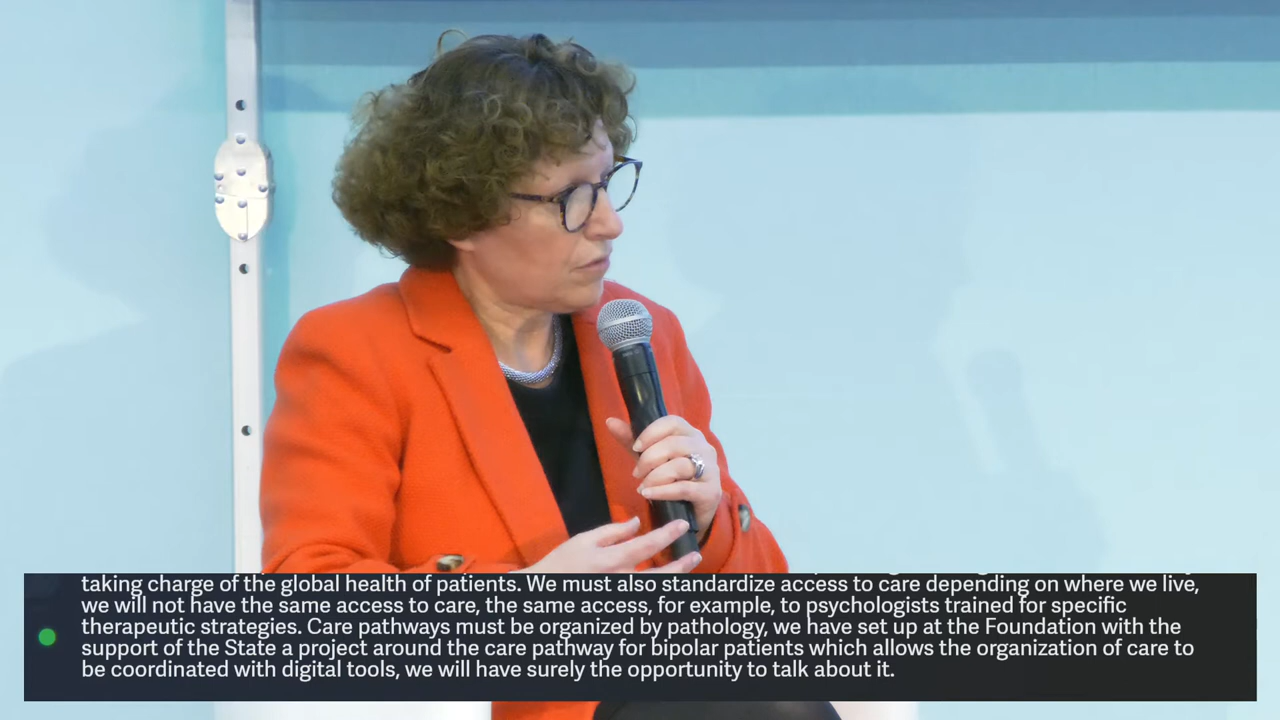 taking charge of the global health of patients. We must also standardize access to care depending on where we live,
we will not have the same access to care, the same access, for example, to psychologists trained for specific
therapeutic strategies. Care pathways must be organized by pathology, we have set up at the Foundation with the
support of the State a project around the care pathway for bipolar patients which allows the organization of care to
be coordinated with digital tools, we will have surely the opportunity to talk about it.